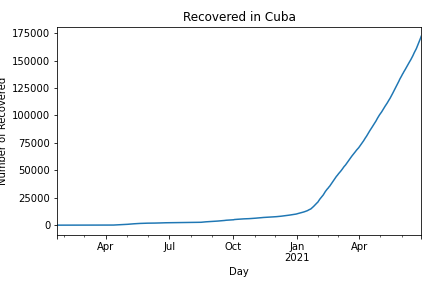 Recovered in Cuba
Number of Recovered
175000
150000
125000
100000
75000
50000
25000
0
Apr
Jul
Oct
Jan
2021
Apr
Day